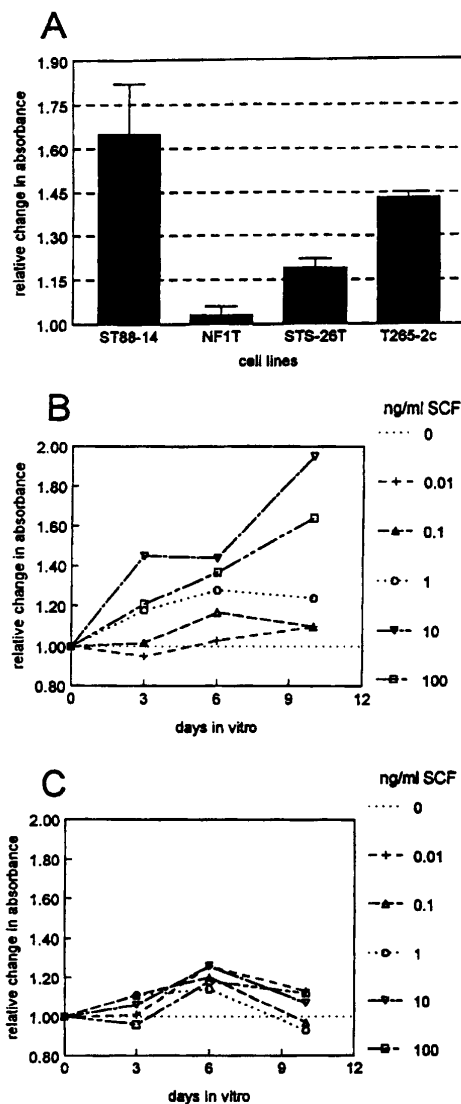 A
relative change in absorbance
1.90
1.75
1.60
1.45
1.30
1.15
1.00
ST88-14 NF1T STS-26T T265-2c
cell lines
B
ng/ml SCF
relative change in absorbance
2.00
1.80
1.60
1.40
1.20
1.00
0.80
0 3 6 9 12
days in vitro
0
0.01
0.1
1
10
100
C
ng/ml SCF
relative change in absorbance
2.00
1.80
1.60
1.40
1.20
1.00
0.80
0 3 6 9 12
days in vitro
0
0.01
0.1
1
10
100